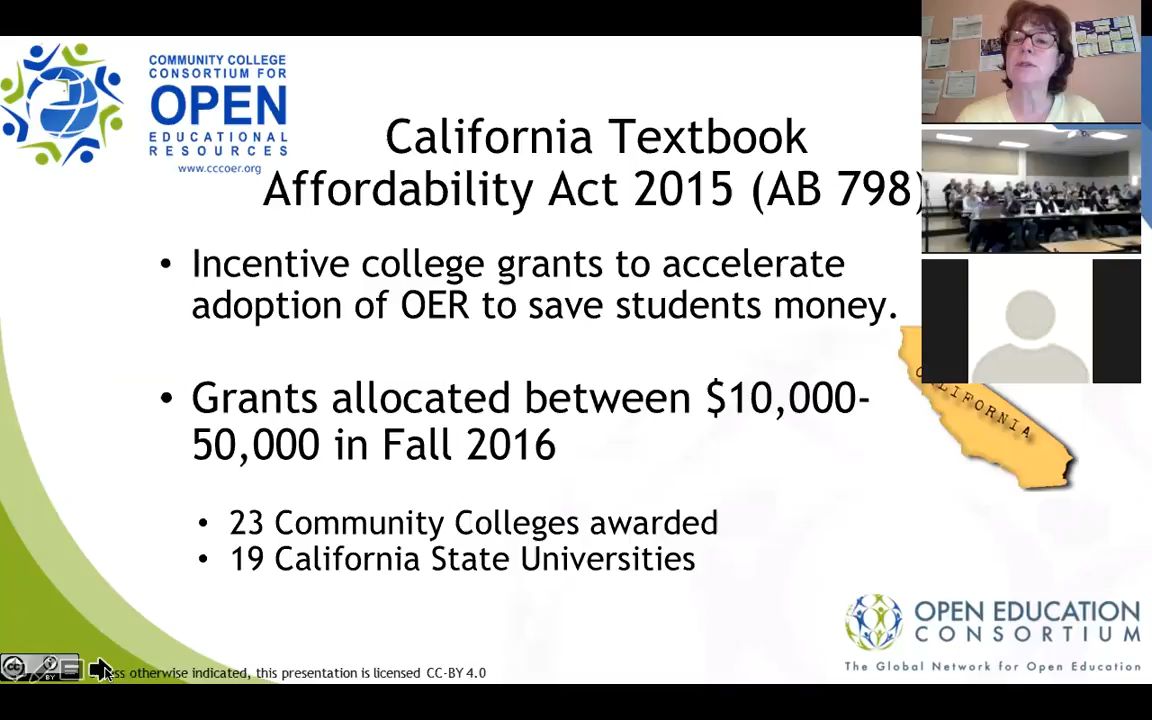 COMMUNITY COLLEGE
CONSORTIUM FOR
OPEN
EDUCATIONAL
RESOURCES
www.cccoer.org
California Textbook
Affordability Act 2015 (AB 798)
• Incentive college grants to accelerate
adoption of OER to save students money.
• Grants allocated between $10,000-
50,000 in Fall 2016
• 23 Community Colleges awarded
• 19 California State Universities
CALIFORNIA
OPEN EDUCATION
CONSORTIUM
The Global Network for Open Education
cc
BY
otherwise indicated, this presentation is licensed CC-BY 4.0